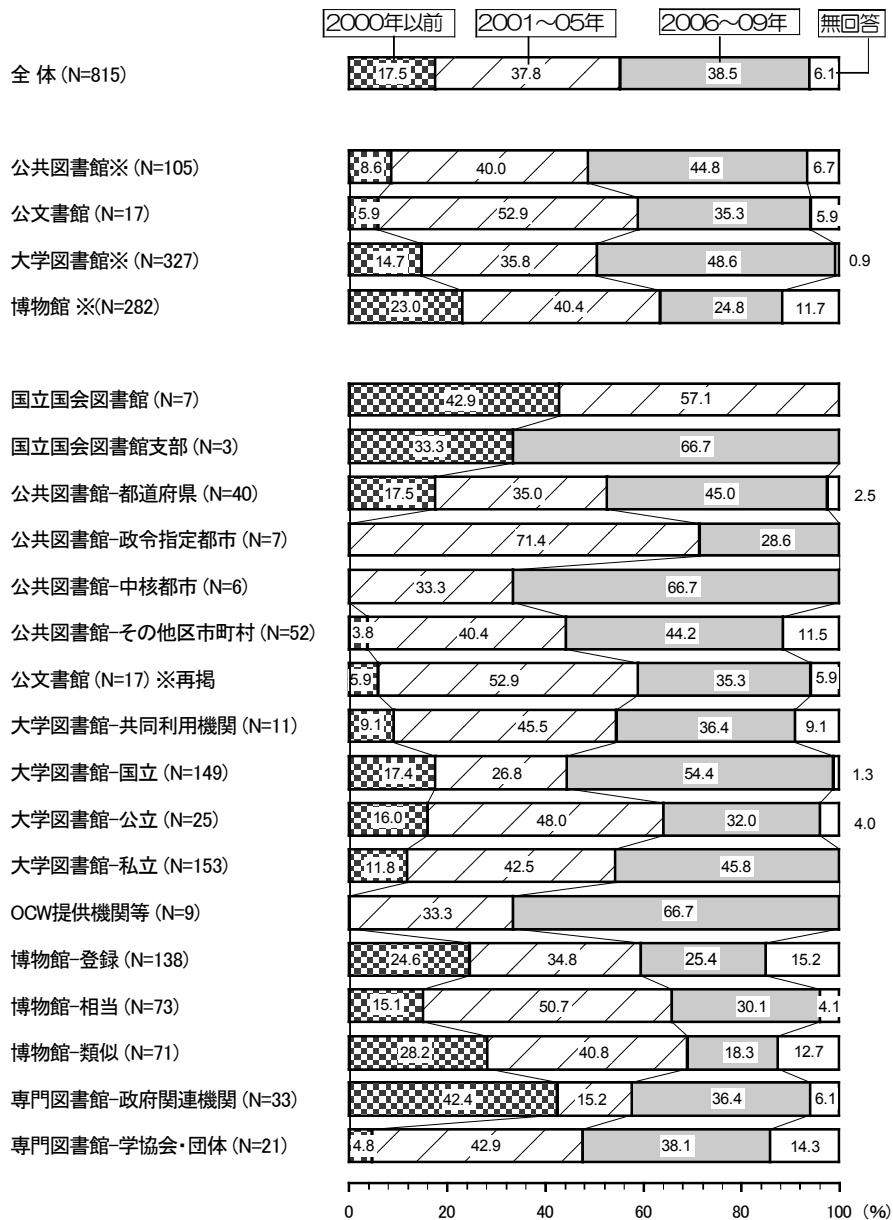 2000年以前 2001～05年 2006～09年 無回答
全 体 (N=815) 17.5 37.8 38.5 6.1
公共図書館※ (N=105) 8.6 40.0 44.8 6.7
公文書館 (N=17) 5.9 52.9 35.3 5.9
大学図書館※ (N=327) 14.7 35.8 48.6 0.9
博物館 ※(N=282) 23.0 40.4 24.8 11.7
国立国会図書館 (N=7) 42.9 57.1
国立国会図書館支部 (N=3) 33.3 66.7
公共図書館-都道府県 (N=40) 17.5 35.0 45.0 2.5
公共図書館-政令指定都市 (N=7) 71.4 28.6
公共図書館-中核都市 (N=6) 33.3 66.7
公共図書館-その他区市町村 (N=52) 3.8 40.4 44.2 11.5
公文書館 (N=17) ※再掲 5.9 52.9 35.3 5.9
大学図書館-共同利用機関 (N=11) 9.1 45.5 36.4 9.1
大学図書館-国立 (N=149) 17.4 26.8 54.4 1.3
大学図書館-公立 (N=25) 16.0 48.0 32.0 4.0
大学図書館-私立 (N=153) 11.8 42.5 45.8
OCW提供機関等 (N=9) 33.3 66.7
博物館-登録 (N=138) 24.6 34.8 25.4 15.2
博物館-相当 (N=73) 15.1 50.7 30.1 4.1
博物館-類似 (N=71) 28.2 40.8 18.3 12.7
専門図書館-政府関連機関 (N=33) 42.4 15.2 36.4 6.1
専門図書館-学協会・団体 (N=21) 4.8 42.9 38.1 14.3
0 20 40 60 80 100 (%)